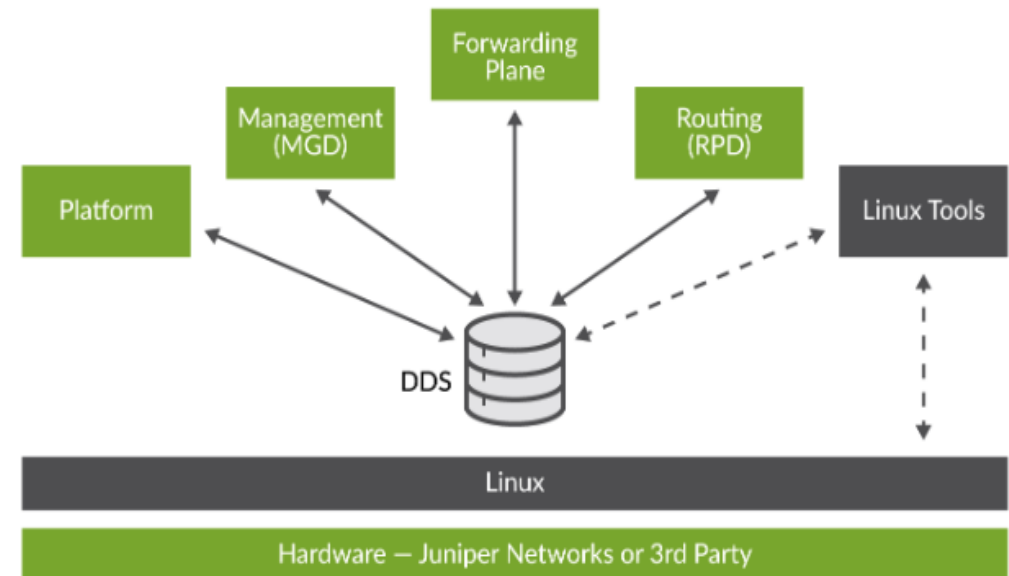 Forwarding
Plane
Management
(MGD)
Routing
(RPD)
Platform
Linux Tools
DDS
Linux
Hardware — Juniper Networks or 3rd Party